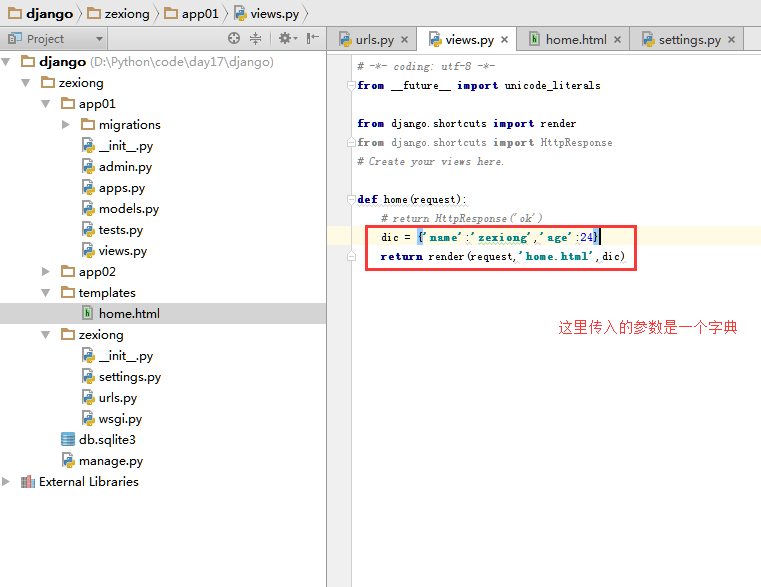 django zexiong app01 views.py
Project
urls.py views.py home.html settings.py
django (D:\Python\code\day17\django)
zexiong
app01
migrations
__init__.py
admin.py
apps.py
models.py
tests.py
views.py
app02
templates
home.html
zexiong
__init__.py
settings.py
urls.py
wsgi.py
db.sqlite3
manage.py
External Libraries
# -*- coding: utf-8 -*-
from __future__ import unicode_literals
from django.shortcuts import render
from django.shortcuts import HttpResponse
# Create your views here.
def home(request):
# return HttpResponse('ok')
dic = {'name':'zexiong','age':24}
return render(request,'home.html',dic)
这里传入的参数是一个字典